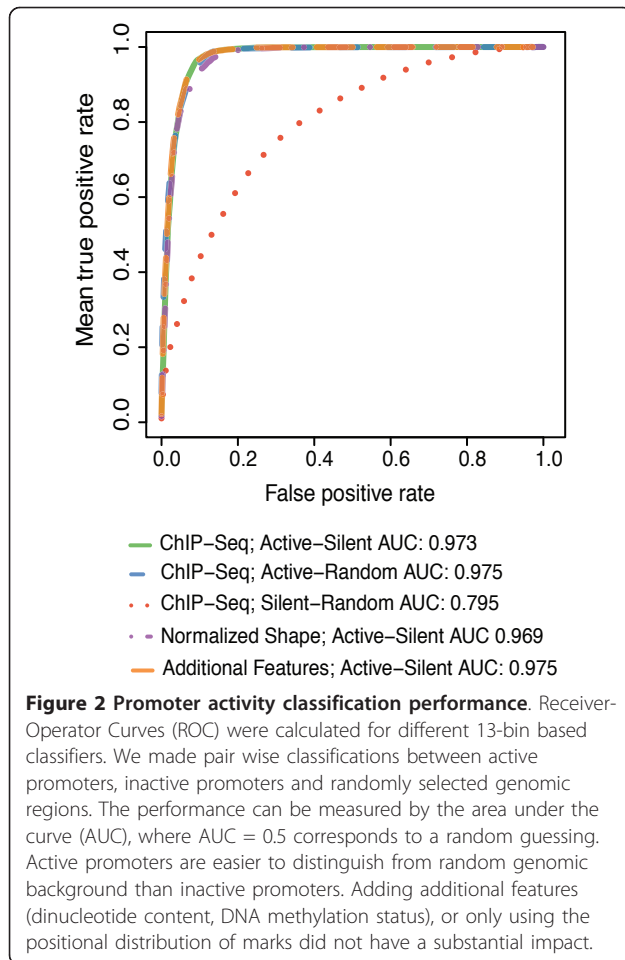 1.0
0.8
0.6
0.4
0.2
0.0
Mean true positive rate
0.0 0.2 0.4 0.6 0.8 1.0
False positive rate
ChIP−Seq; Active−Silent AUC: 0.973
ChIP−Seq; Active−Random AUC: 0.975
ChIP−Seq; Silent−Random AUC: 0.795
Normalized Shape; Active−Silent AUC 0.969
Additional Features; Active−Silent AUC: 0.975
Figure 2 Promoter activity classification performance. Receiver-
Operator Curves (ROC) were calculated for different 13-bin based
classifiers. We made pair wise classifications between active
promoters, inactive promoters and randomly selected genomic
regions. The performance can be measured by the area under the
curve (AUC), where AUC = 0.5 corresponds to a random guessing.
Active promoters are easier to distinguish from random genomic
background than inactive promoters. Adding additional features
(dinucleotide content, DNA methylation status), or only using the
positional distribution of marks did not have a substantial impact.